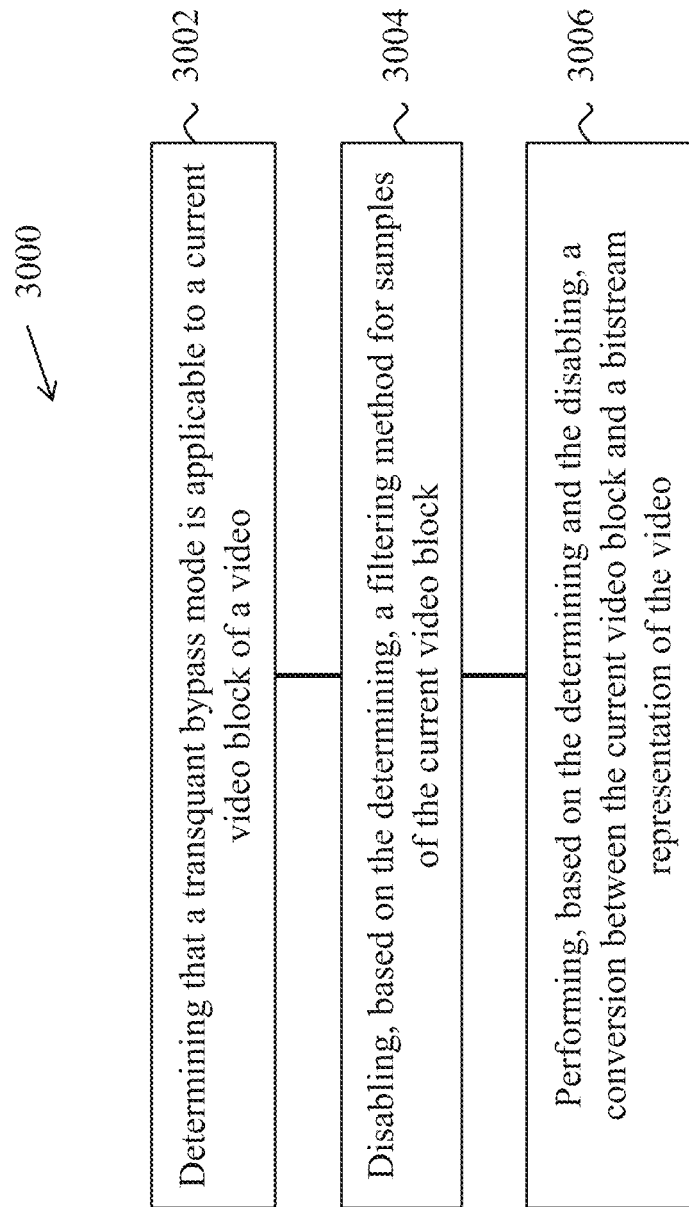 3000
Determining that a transquant bypass mode is applicable to a current
video block of a video
3002
Disabling, based on the determining, a filtering method for samples
of the current video block
3004
Performing, based on the determining and the disabling, a
conversion between the current video block and a bitstream
representation of the video
3006